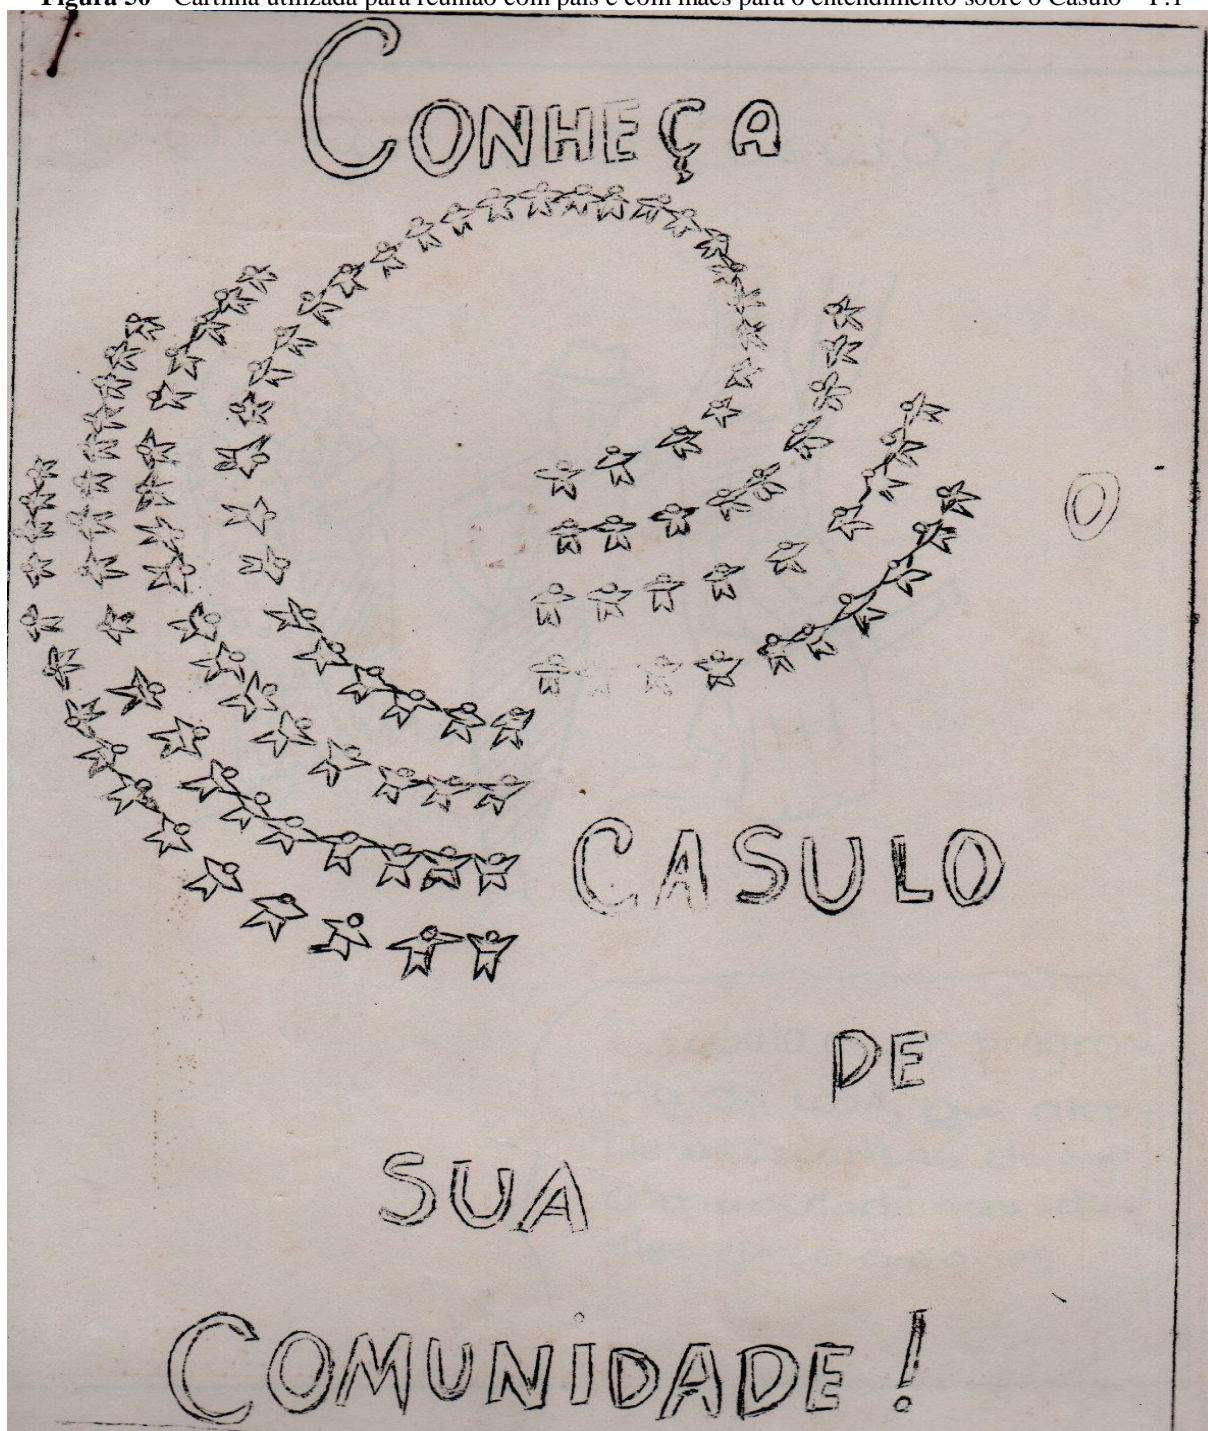 Figura - Cartilha utilizada para reunião com pais e com mães para o entendimento sobre o Casulo – P.1
CONHEÇA
O
CASULO
DE
SUA
COMUNIDADE!